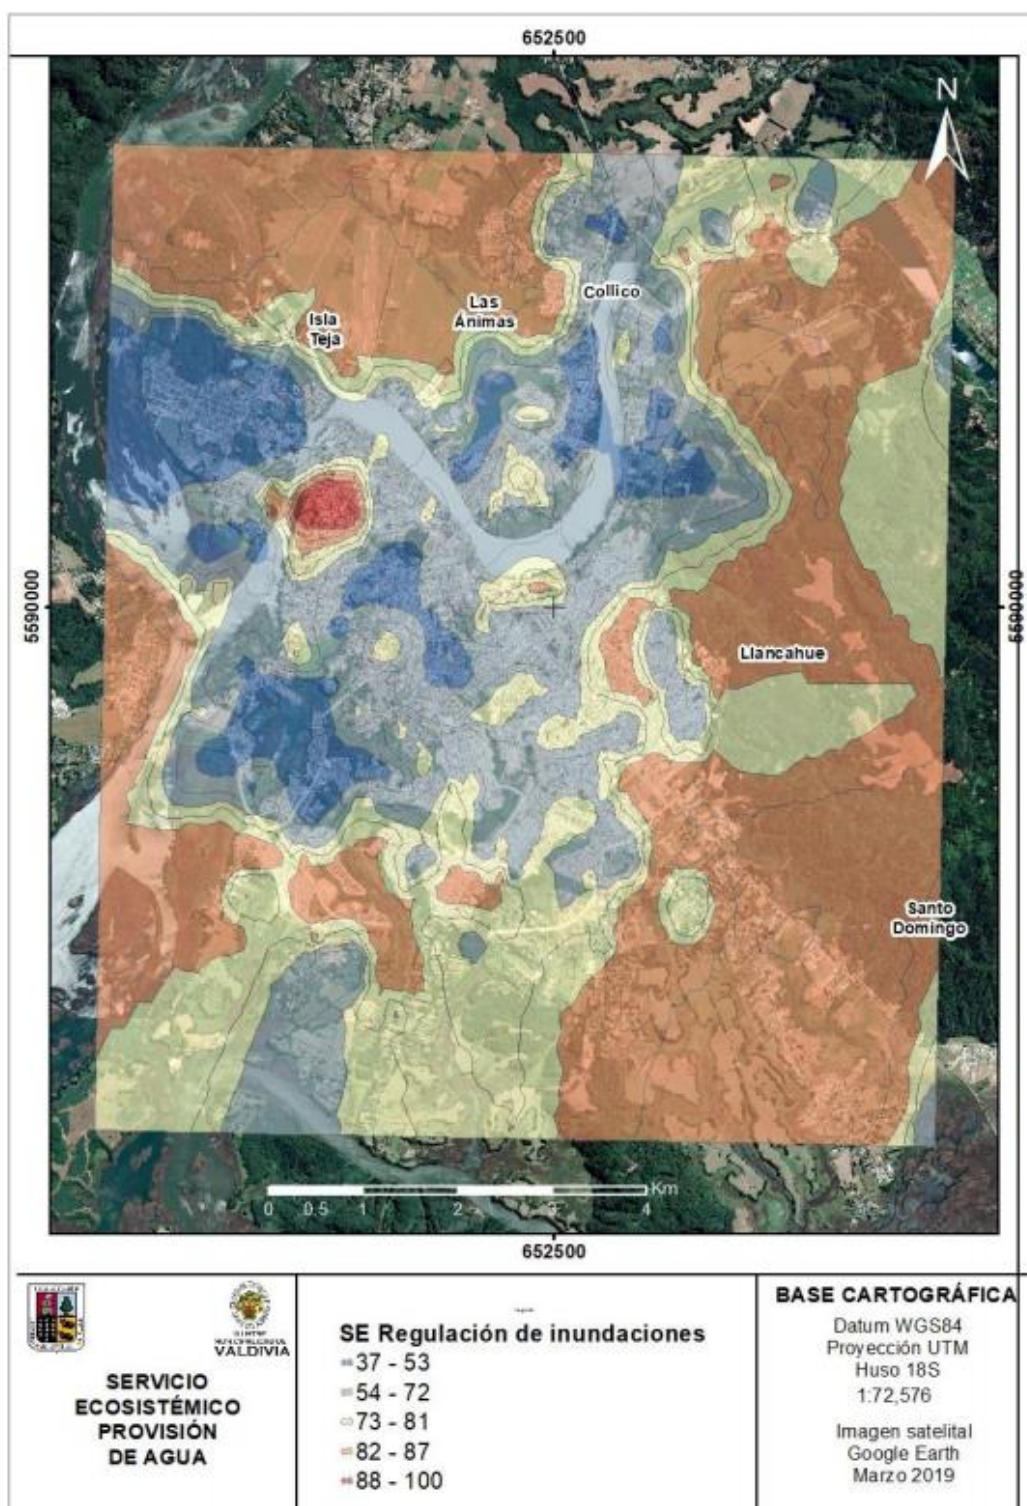 652500
N
Collico
Las
Ánimas
Isla
Teja
5590000
5590000
Llancahue
Santo
Domingo
Km
0 0.5 1 2 3 4
652500
VALDIVIA
SERVICIO
ECOSISTÉMICO
PROVISIÓN
DE AGUA
SE Regulación de inundaciones
37 - 53
54 - 72
73 - 81
82 - 87
88 - 100
BASE CARTOGRÁFICA
Datum WGS84
Proyección UTM
Huso 18S
1:72,576
Imagen satelital
Google Earth
Marzo 2019